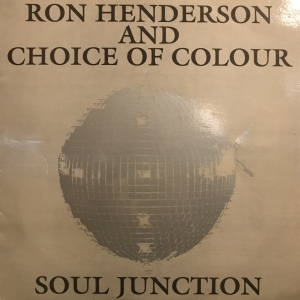 RON HENDERSON
AND
CHOICE OF COLOUR
SOUL JUNCTION